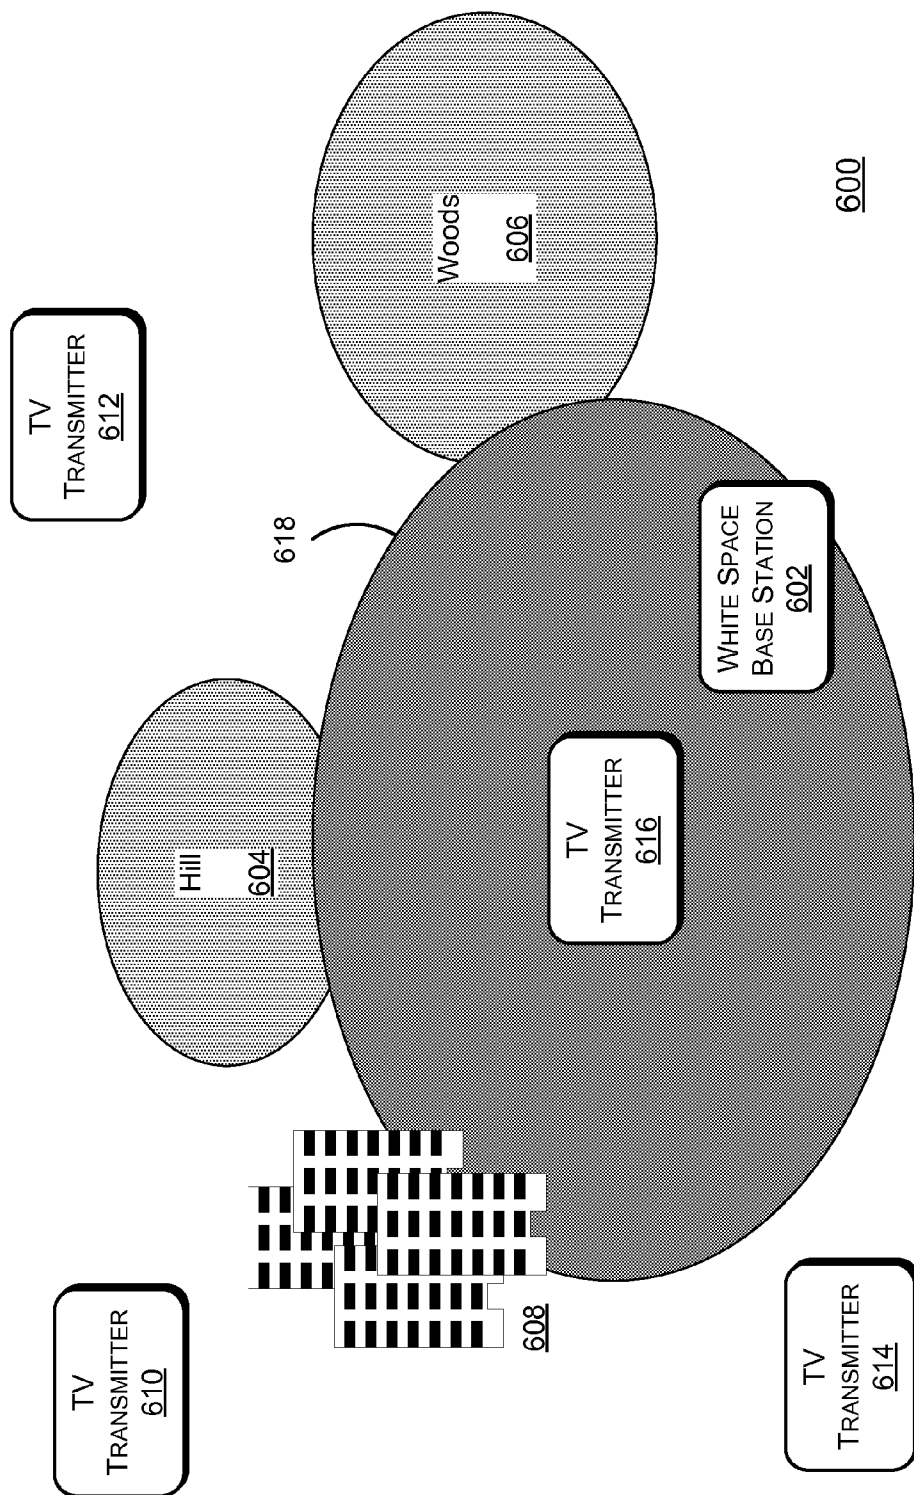 TV
TRANSMITTER
610
TV
TRANSMITTER
612
Hill
604
618
Woods
606
608
TV
TRANSMITTER
616
WHITE SPACE
BASE STATION
602
TV
TRANSMITTER
614
600